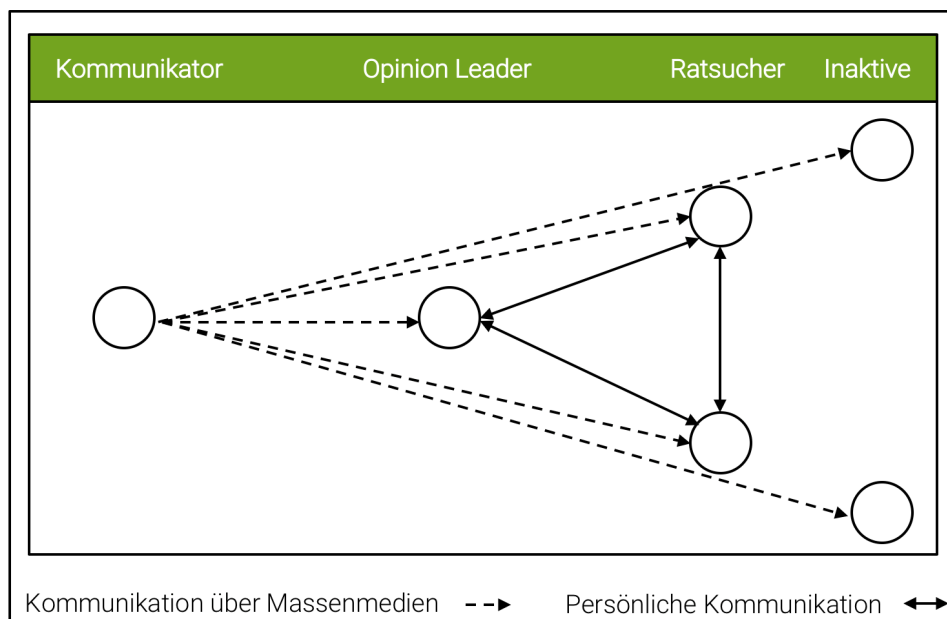 Kommunikator Opinion Leader Ratsucher Inaktive
Kommunikation über Massenmedien Persönliche Kommunikation